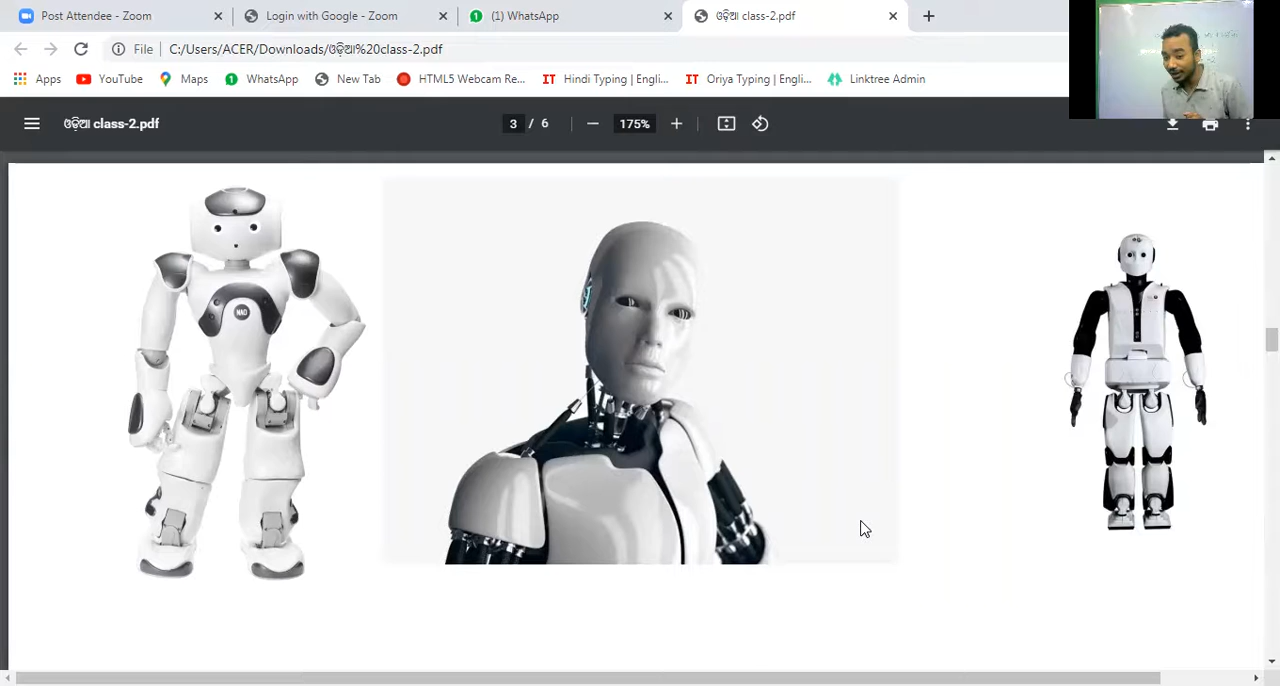 Post Attendee - Zoom
Login with Google - Zoom
(1) WhatsApp
ଓଡ଼ିଆ class-2.pdf
File
C:/Users/ACER/Downloads/ଓଡ଼ିଆ%20class-2.pdf
Apps
YouTube
Maps
WhatsApp
New Tab
HTML5 Webcam Re...
IT Hindi Typing | Engli...
IT Oriya Typing | Engli...
Linktree Admin
ଓଡ଼ିଆ class-2.pdf
3 / 6
175%
NAO